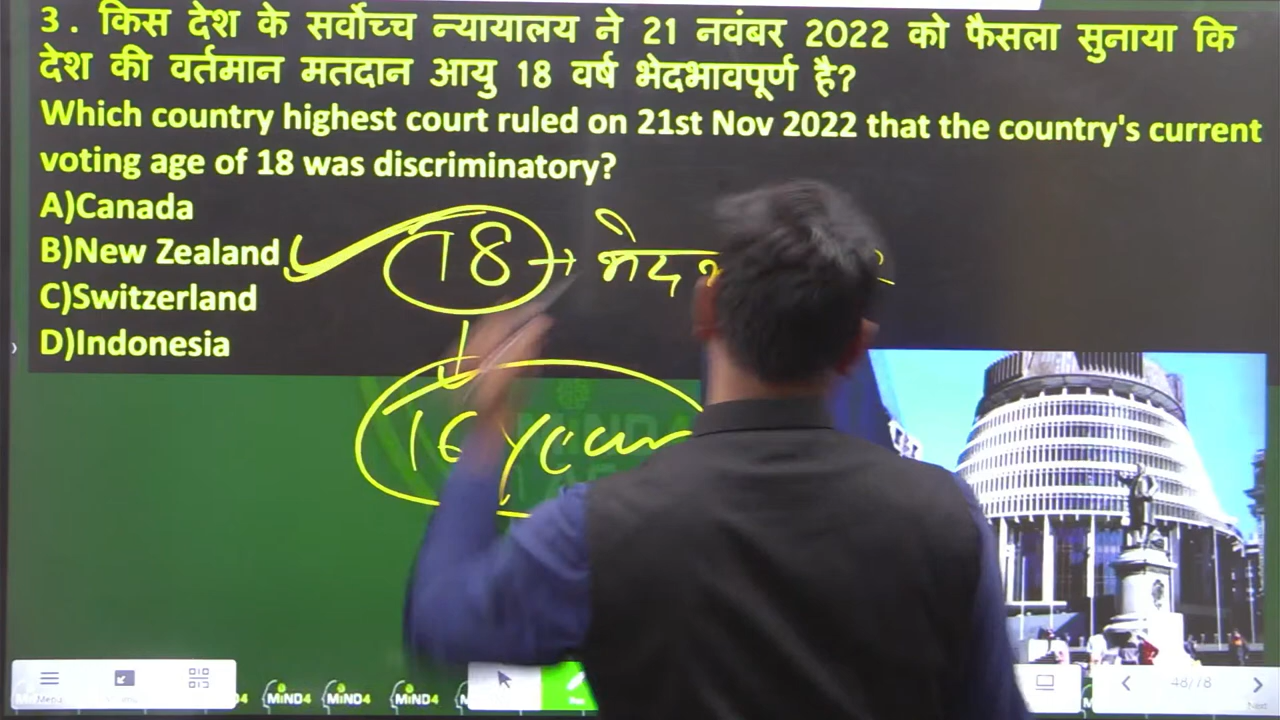 3. किस देश के सर्वोच्च न्यायालय ने 21 नवंबर 2022 को फैसला सुनाया कि
देश की वर्तमान मतदान आयु 18 वर्ष भेदभावपूर्ण है?
Which country highest court ruled on 21st Nov 2022 that the country's current
voting age of 18 was discriminatory?
A)Canada
B)New Zealand
C)Switzerland
D)Indonesia
18 → भेद
16 year
MiND4 MiND4 MiND4
48/78
Next